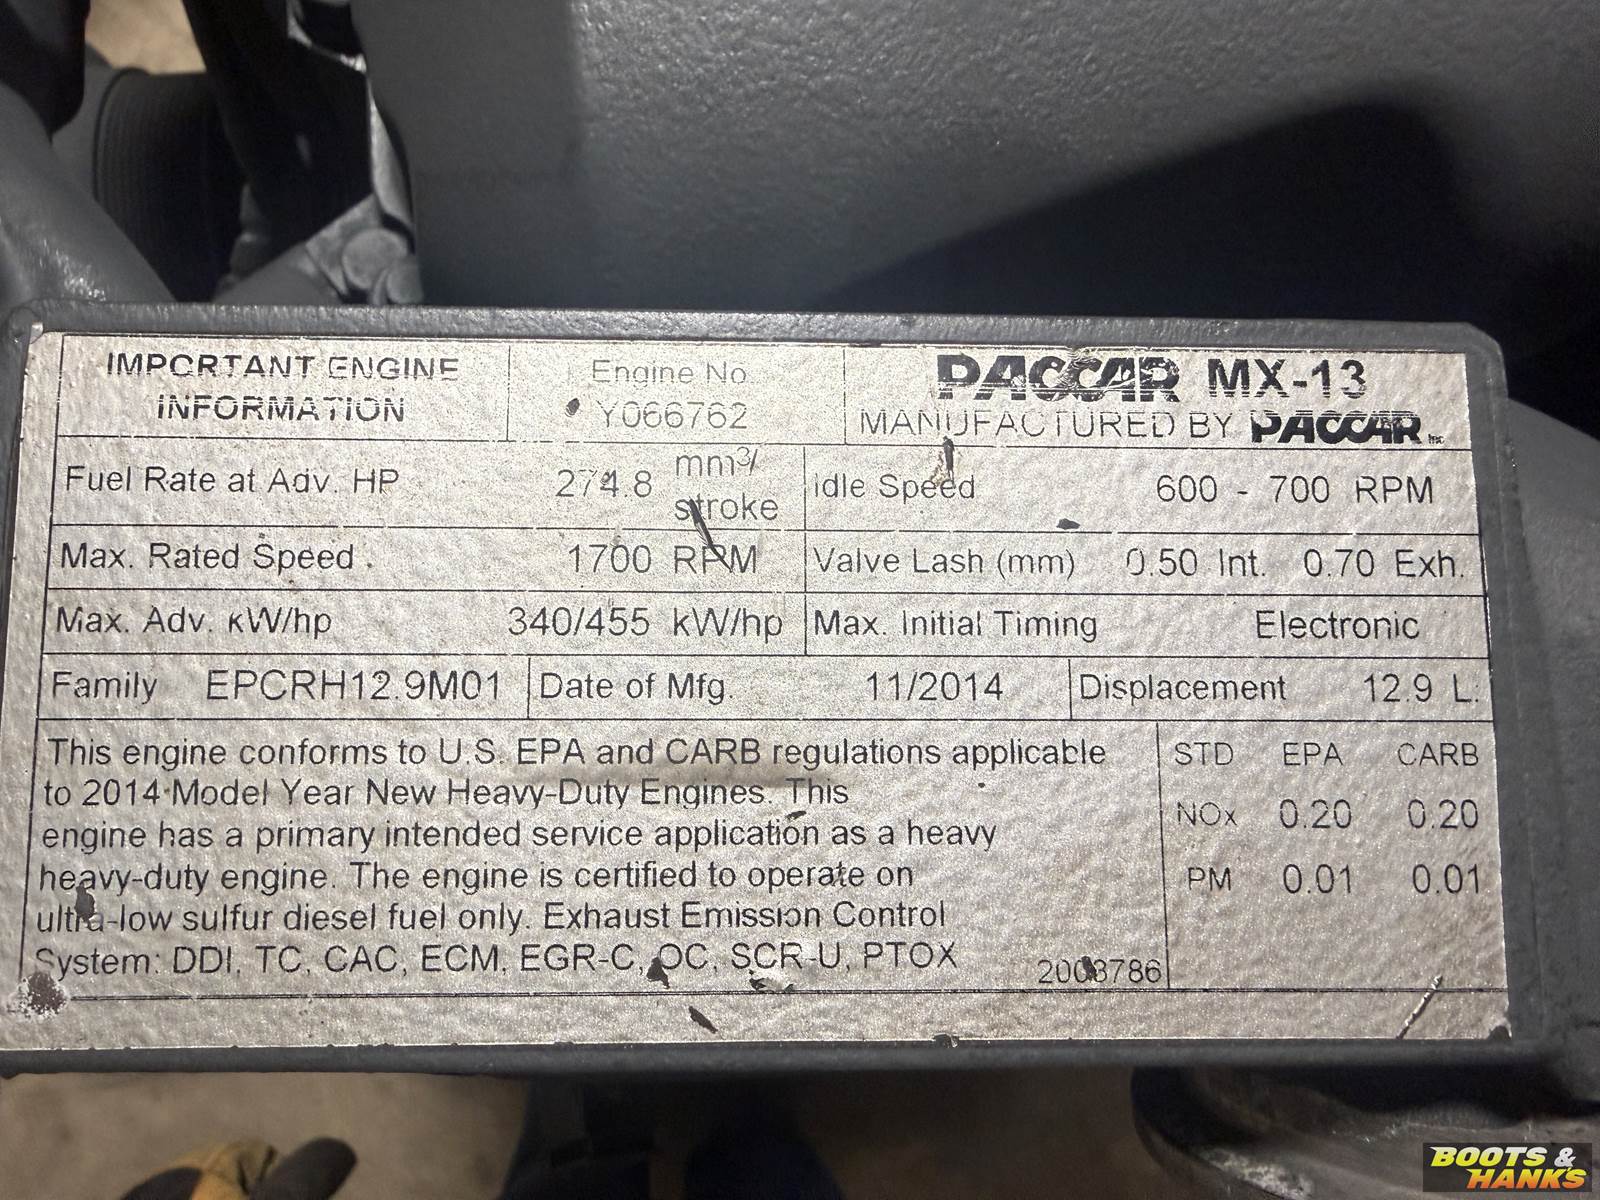 IMPORTANT ENGINE
INFORMATION
Engine No.
Y066762
PACCAR MX-13
MANUFACTURED BY PACCAR Inc
Fuel Rate at Adv. HP 274.8 mm³/
stroke
Idle Speed 600 - 700 RPM
Max. Rated Speed 1700 RPM
Valve Lash (mm) 0.50 Int. 0.70 Exh.
Max. Adv. kW/hp 340/455 kW/hp
Max. Initial Timing Electronic
Family EPCRH12.9M01
Date of Mfg. 11/2014
Displacement 12.9 L.
This engine conforms to U.S. EPA and CARB regulations applicable
to 2014 Model Year New Heavy-Duty Engines. This
engine has a primary intended service application as a heavy
heavy-duty engine. The engine is certified to operate on
ultra-low sulfur diesel fuel only. Exhaust Emission Control
System: DDI, TC, CAC, ECM, EGR-C, OC, SCR-U, PTOX
2003786
STD EPA CARB
NOx 0.20 0.20
PM 0.01 0.01
BOOTS &
HANKS